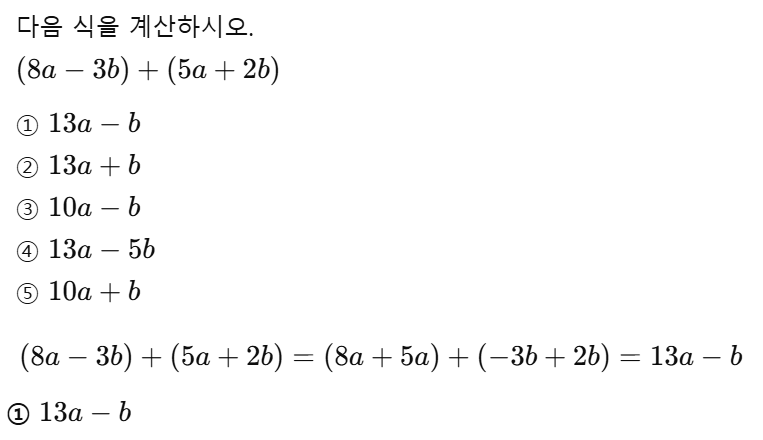 다음 식을 계산하시오.
(8a − 3b) + (5a + 2b)
① 13a − b
② 13a + b
③ 10a − b
④ 13a − 5b
⑤ 10a + b
(8a − 3b) + (5a + 2b) = (8a + 5a) + (−3b + 2b) = 13a − b
① 13a − b